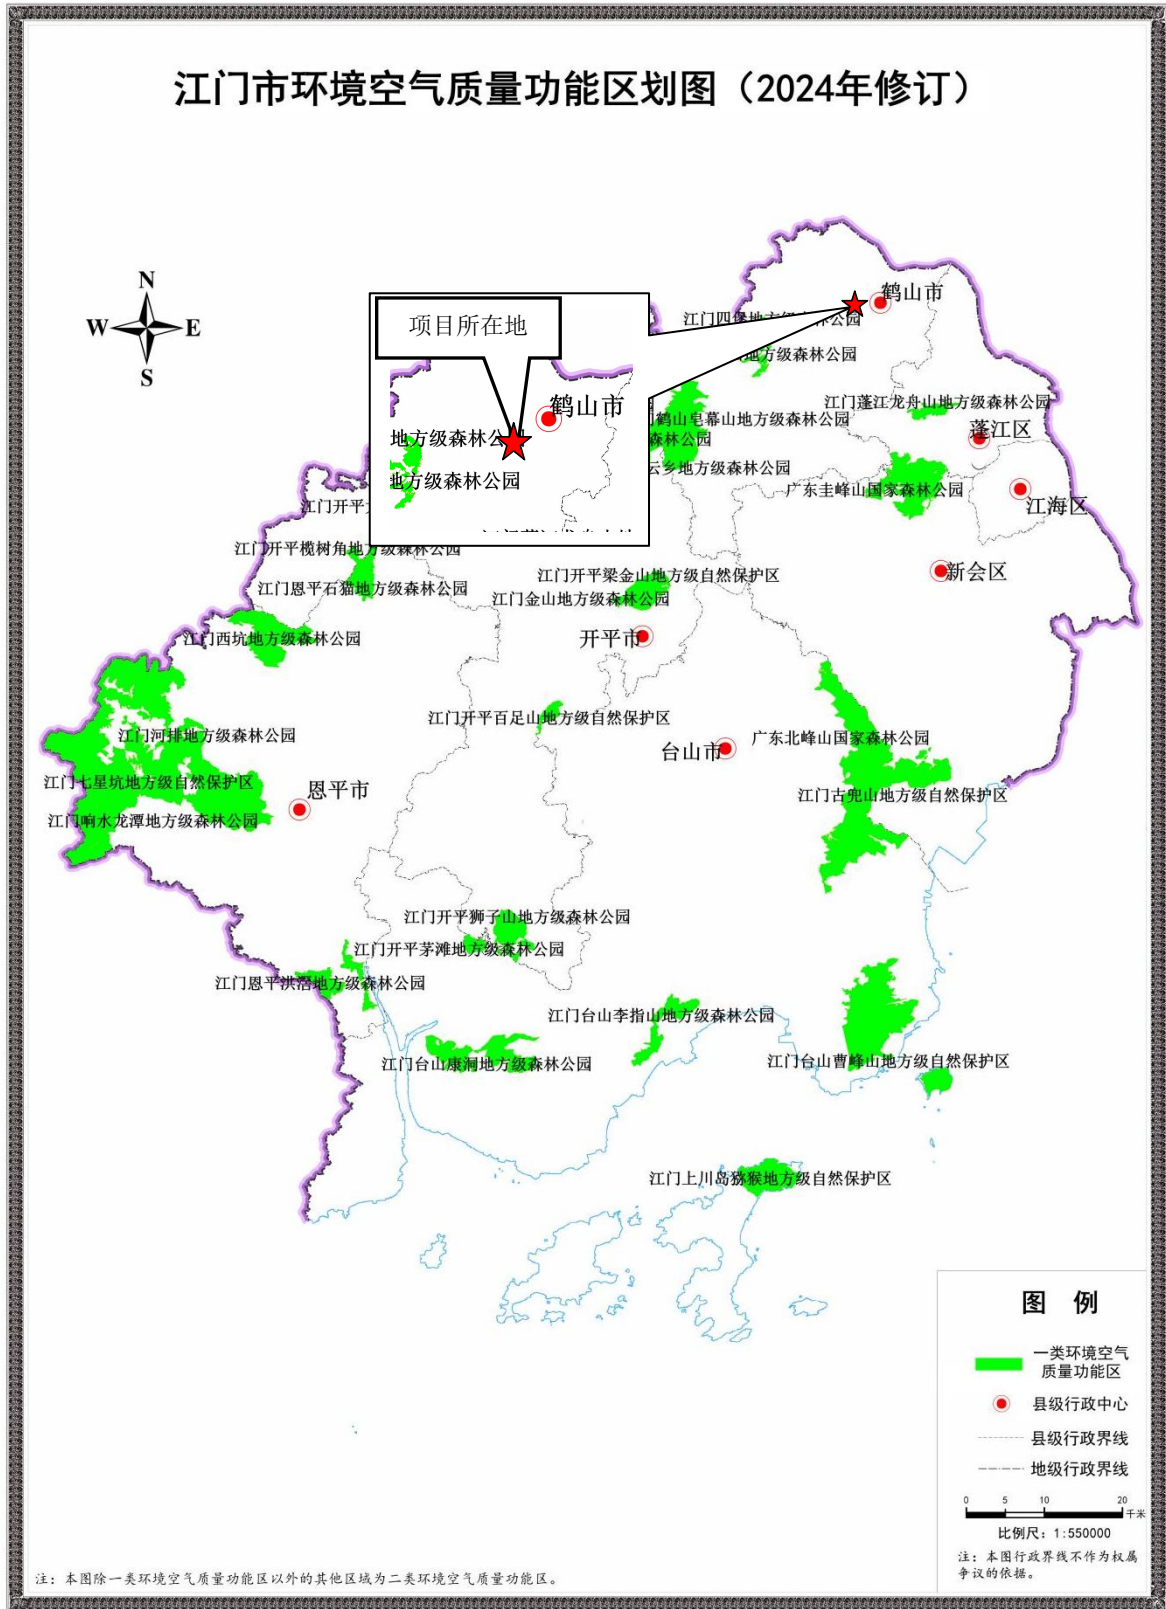 江门市环境空气质量功能区划图（2024年修订）
N
W
E
S
鹤山市
项目所在地
江门四堡地方级森林公园
地方级森林公园
鹤山市
江门蓬江龙舟山地方级森林公园
鹤山皂幕山地方级森林公园
蓬江区
地方级森林公园
森林公园
云乡地方级森林公园
地方级森林公园
广东圭峰山国家森林公园
江海区
江门开平
江门开平榄树角地方级森林公园
新会区
江门开平梁金山地方级自然保护区
江门恩平石猫地方级森林公园
江门金山地方级森林公园
开平市
江门西坑地方级森林公园
江门开平百足山地方级自然保护区
江门河排地方级森林公园
广东北峰山国家森林公园
台山市
江门七星坑地方级自然保护区
恩平市
江门古兜山地方级自然保护区
江门响水龙潭地方级森林公园
江门开平狮子山地方级森林公园
江门开平茅滩地方级森林公园
江门恩平洪滔地方级森林公园
江门台山李指山地方级森林公园
江门台山康洞地方级森林公园
江门台山曹峰山地方级自然保护区
江门上川岛猕猴地方级自然保护区
图 例
一类环境空气
质量功能区
县级行政中心
县级行政界线
地级行政界线
0 5 10 20
千米
比例尺：1:550000
注：本图行政界线不作为权属
争议的依据。
注：本图除一类环境空气质量功能区以外的其他区域为二类环境空气质量功能区。